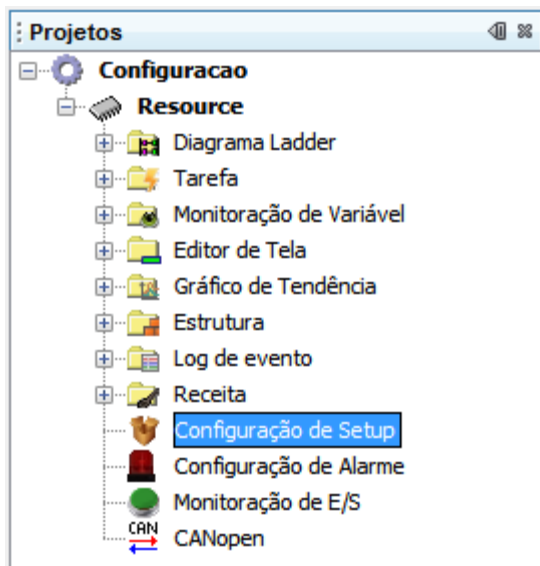 Projetos
Configuracao
Resource
Diagrama Ladder
Tarefa
Monitoração de Variável
Editor de Tela
Gráfico de Tendência
Estrutura
Log de evento
Receita
Configuração de Setup
Configuração de Alarme
Monitoração de E/S
CAN
CANopen